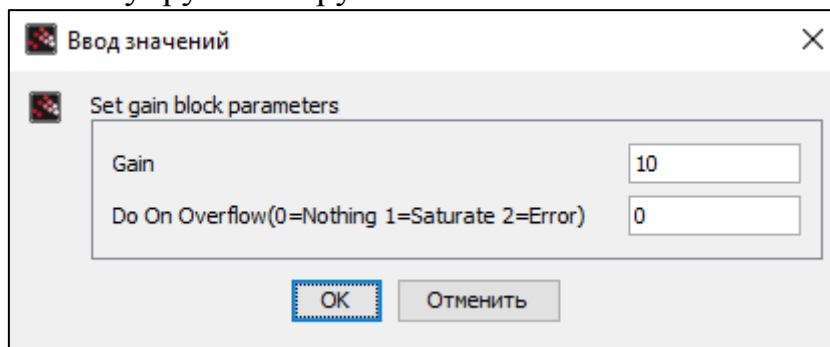 Ввод значений
Set gain block parameters
Gain 10
Do On Overflow(0=Nothing 1=Saturate 2=Error) 0
OK Отменить